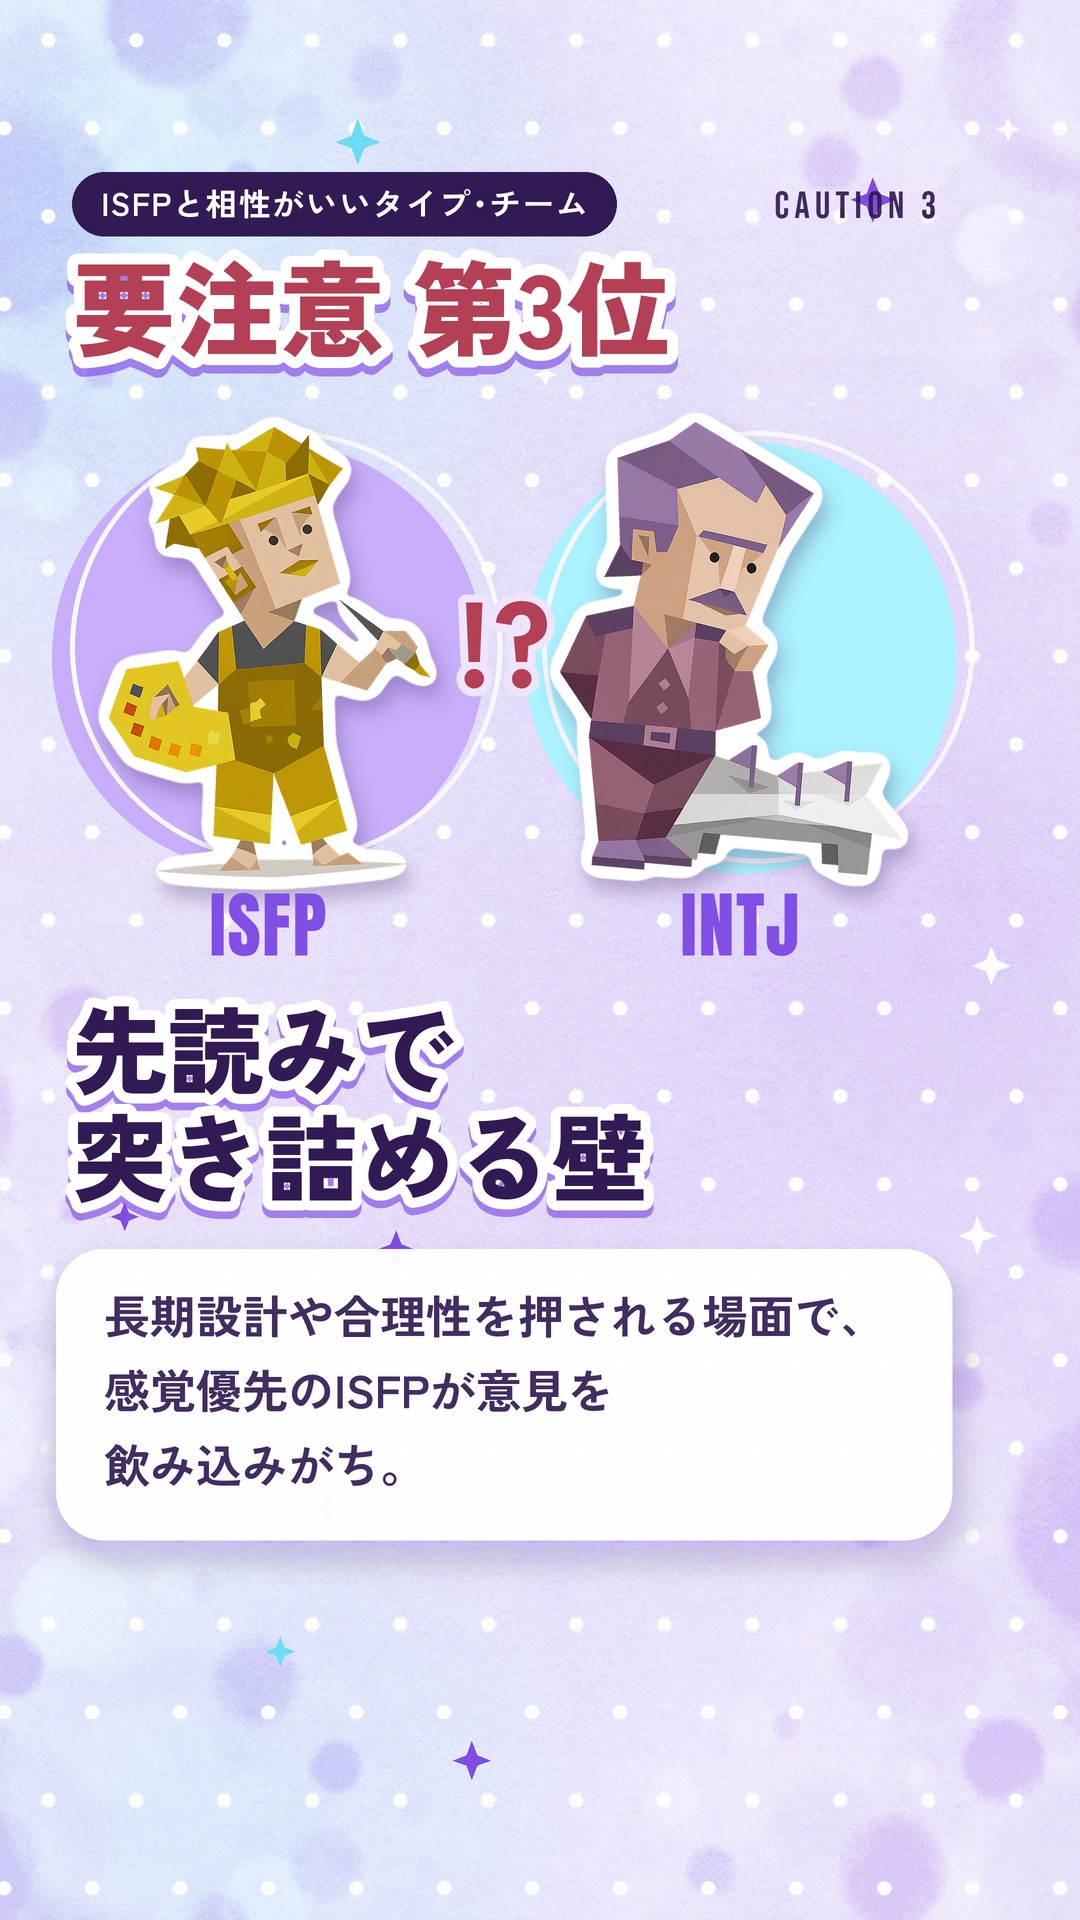 ISFPと相性がいいタイプ・チーム
CAUTION 3
要注意 第3位
!?
ISFP
INTJ
先読みで
突き詰める壁
長期設計や合理性を押される場面で、
感覚優先のISFPが意見を
飲み込みがち。